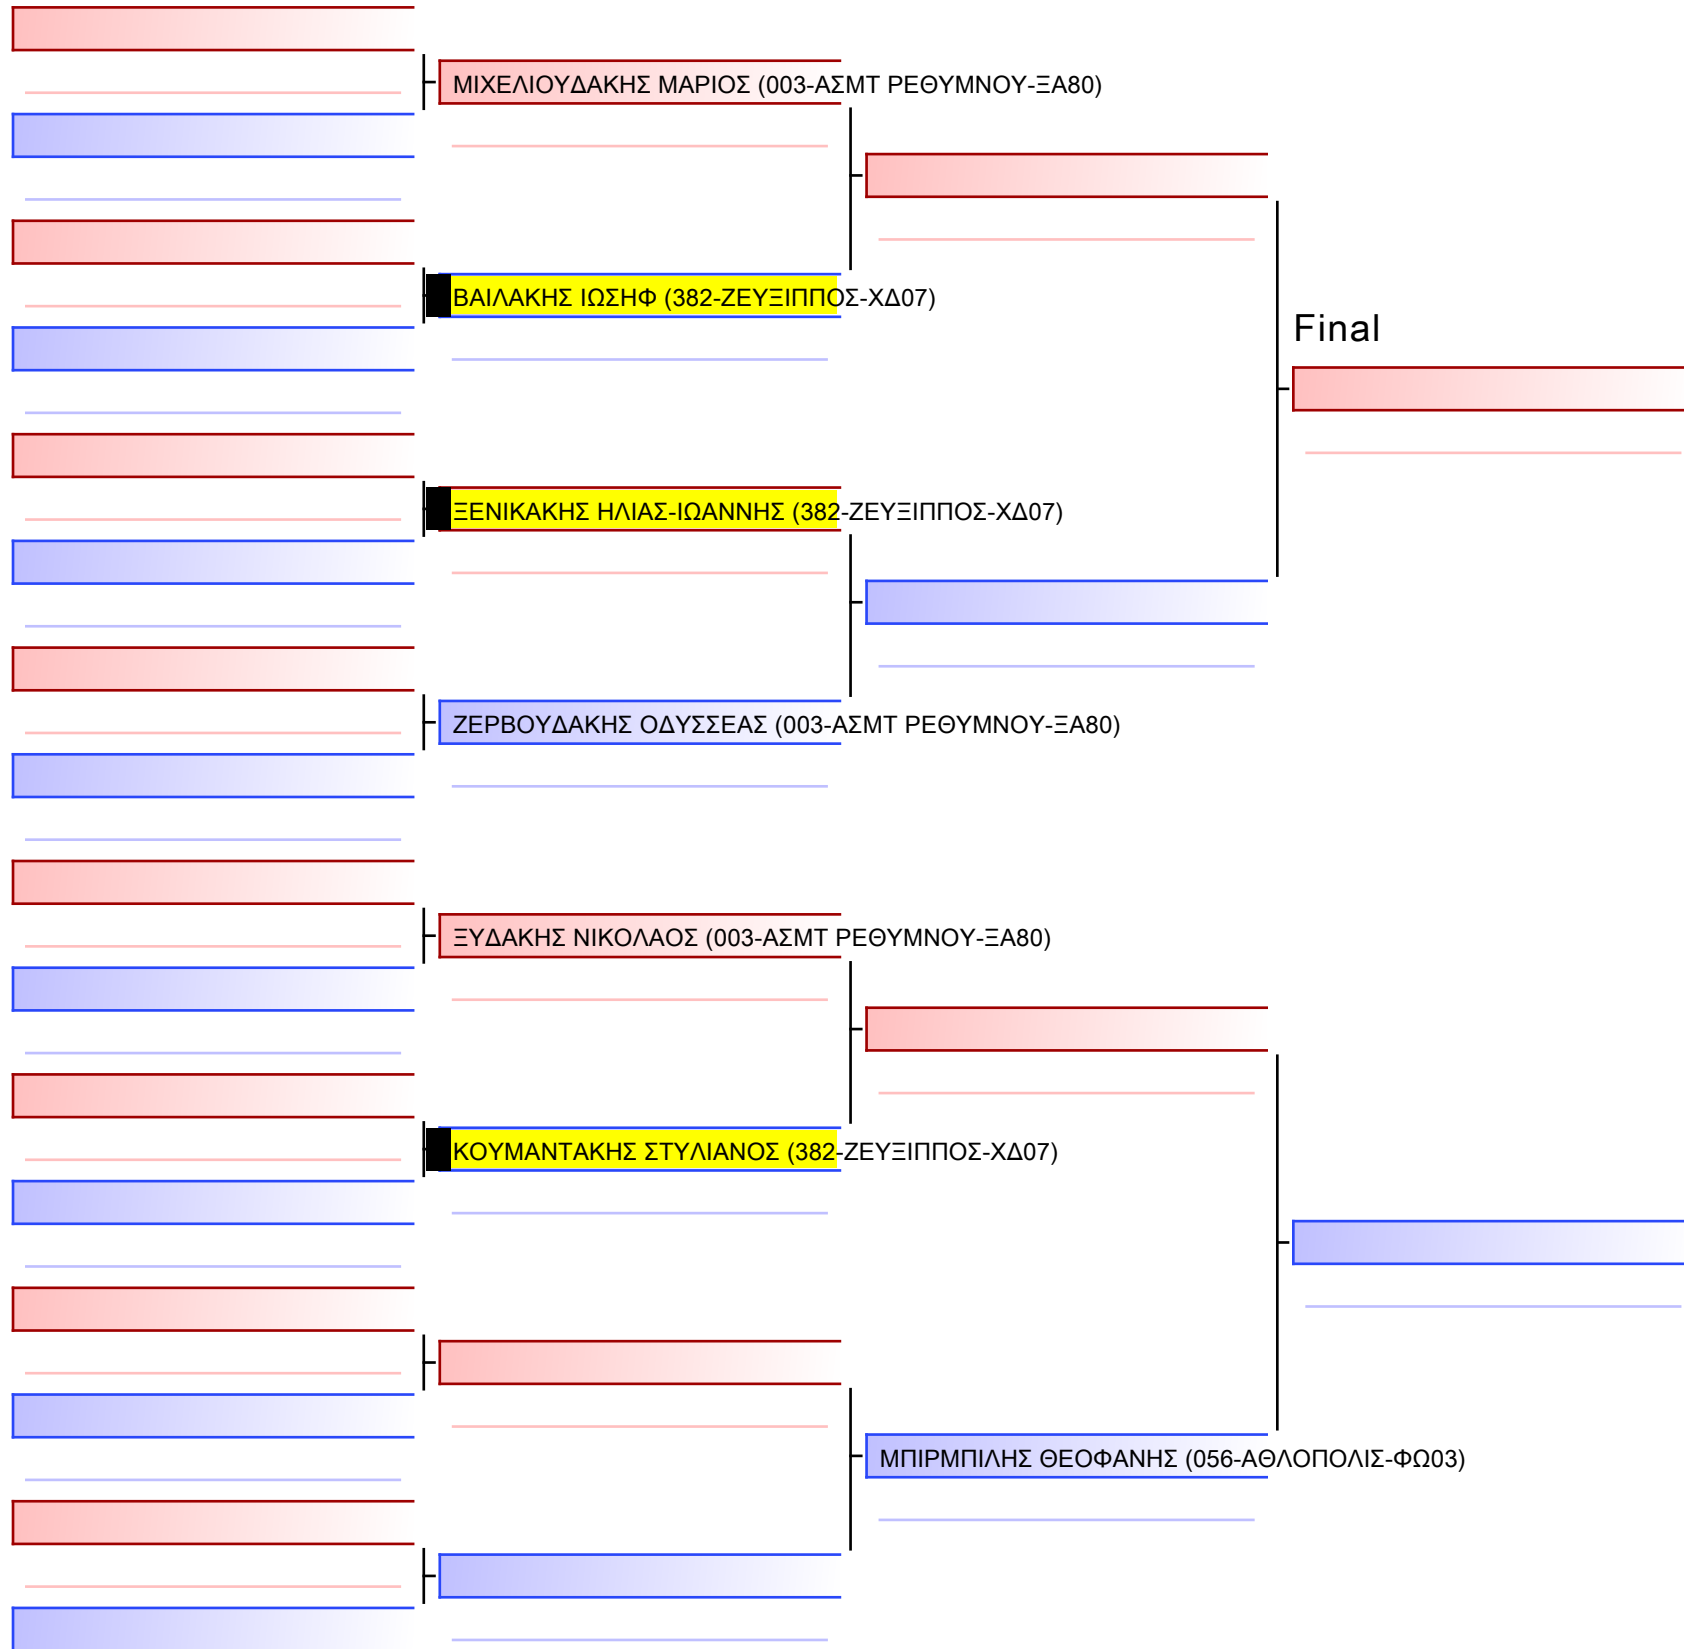 ΜΙΧΕΛΙΟΥΔΑΚΗΣ ΜΑΡΙΟΣ (003-ΑΣΜΤ ΡΕΘΥΜΝΟΥ-ΞΑ80)
ΒΑΙΛΑΚΗΣ ΙΩΣΗΦ (382-ΖΕΥΞΙΠΠΟΣ-ΧΔ07)
Final
ΞΕΝΙΚΑΚΗΣ ΗΛΙΑΣ-ΙΩΑΝΝΗΣ (382-ΖΕΥΞΙΠΠΟΣ-ΧΔ07)
ΖΕΡΒΟΥΔΑΚΗΣ ΟΔΥΣΣΕΑΣ (003-ΑΣΜΤ ΡΕΘΥΜΝΟΥ-ΞΑ80)
ΞΥΔΑΚΗΣ ΝΙΚΟΛΑΟΣ (003-ΑΣΜΤ ΡΕΘΥΜΝΟΥ-ΞΑ80)
ΚΟΥΜΑΝΤΑΚΗΣ ΣΤΥΛΙΑΝΟΣ (382-ΖΕΥΞΙΠΠΟΣ-ΧΔ07)
ΜΠΙΡΜΠΙΛΗΣ ΘΕΟΦΑΝΗΣ (056-ΑΘΛΟΠΟΛΙΣ-ΦΩ03)